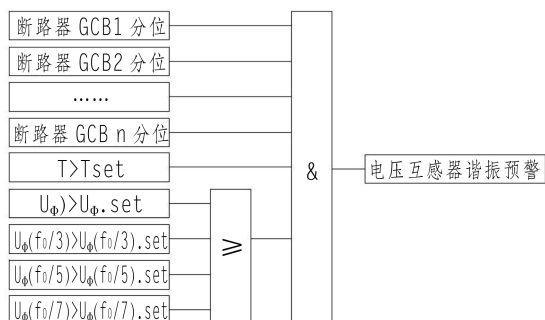 断路器 GCB1 分位
断路器 GCB2 分位
……
断路器 GCB n 分位
T>Tset
UΦ)>UΦ.set
UΦ(f₀/3)>UΦ(f₀/3).set
UΦ(f₀/5)>UΦ(f₀/5).set
UΦ(f₀/7)>UΦ(f₀/7).set
≥
&
电压互感器谐振预警